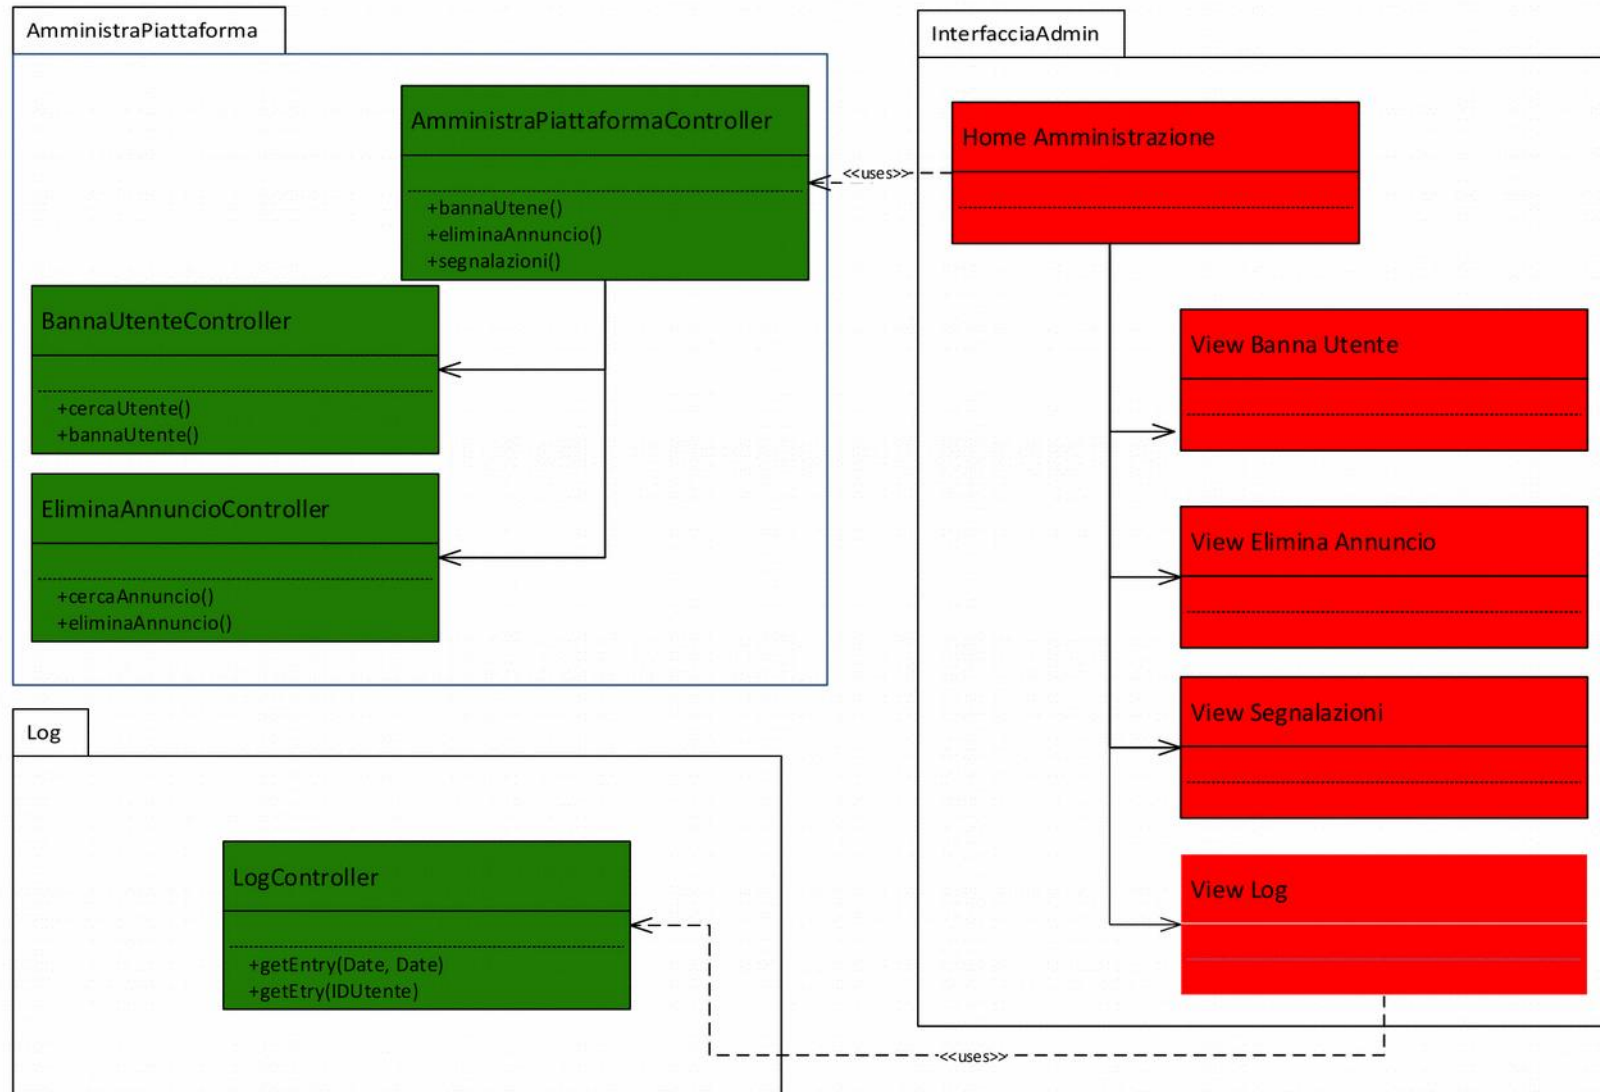 AmministraPiattaforma
AmministraPiattaformaController
+bannaUtene()
+eliminaAnnuncio()
+segnalazioni()
BannaUtenteController
+cercaUtente()
+bannaUtente()
EliminaAnnuncioController
+cercaAnnuncio()
+eliminaAnnuncio()
<<uses>>
InterfacciaAdmin
Home Amministrazione
View Banna Utente
View Elimina Annuncio
View Segnalazioni
View Log
Log
LogController
+getEntry(Date, Date)
+getEtry(IDUtente)
<<uses>>